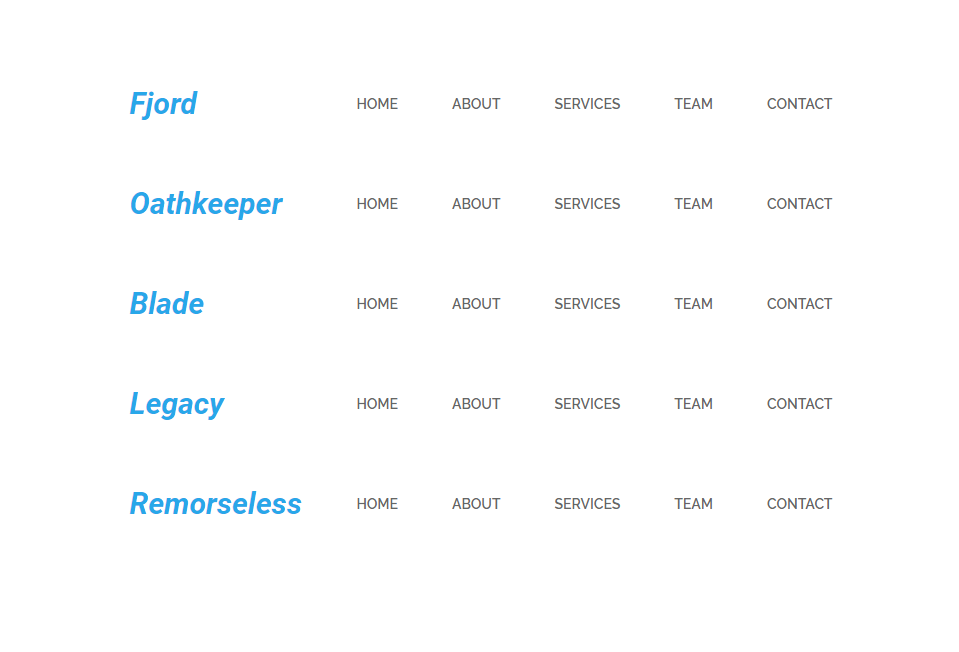 Fjord HOME ABOUT SERVICES TEAM CONTACT
Oathkeeper HOME ABOUT SERVICES TEAM CONTACT
Blade HOME ABOUT SERVICES TEAM CONTACT
Legacy HOME ABOUT SERVICES TEAM CONTACT
Remorseless HOME ABOUT SERVICES TEAM CONTACT